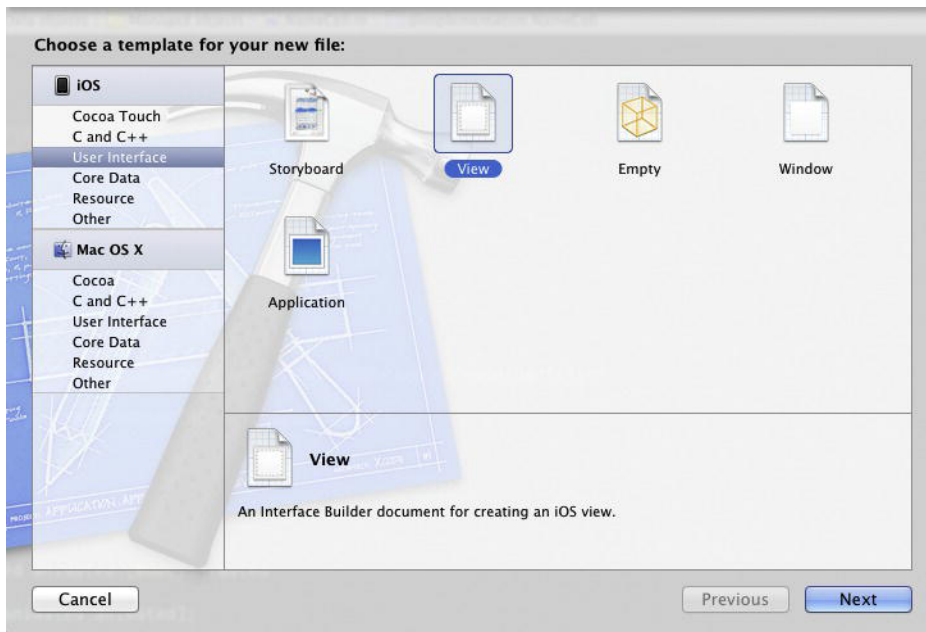 Choose a template for your new file:
iOS
Cocoa Touch
C and C++
User Interface
Core Data
Resource
Other
Mac OS X
Cocoa
C and C++
User Interface
Core Data
Resource
Other
Storyboard
View
Empty
Window
Application
View
An Interface Builder document for creating an iOS view.
Cancel
Previous
Next